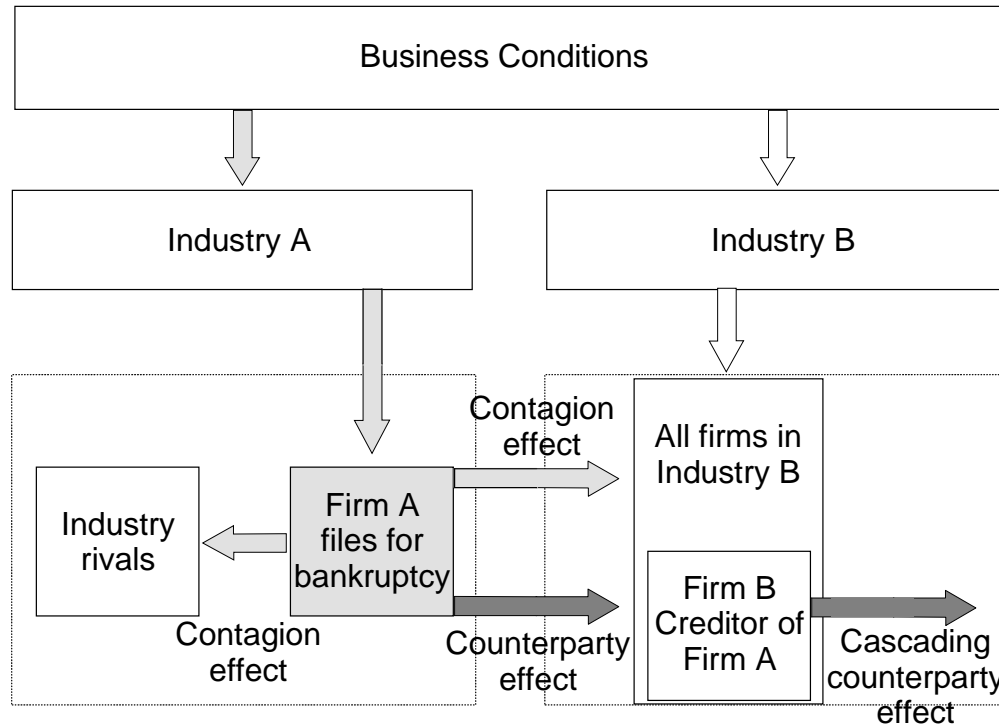 Business Conditions
Industry A
Industry B
Contagion
effect
All firms in
Industry B
Industry
rivals
Firm A
files for
bankruptcy
Firm B
Creditor of
Firm A
Contagion
effect
Counterparty
effect
Cascading
counterparty
effect